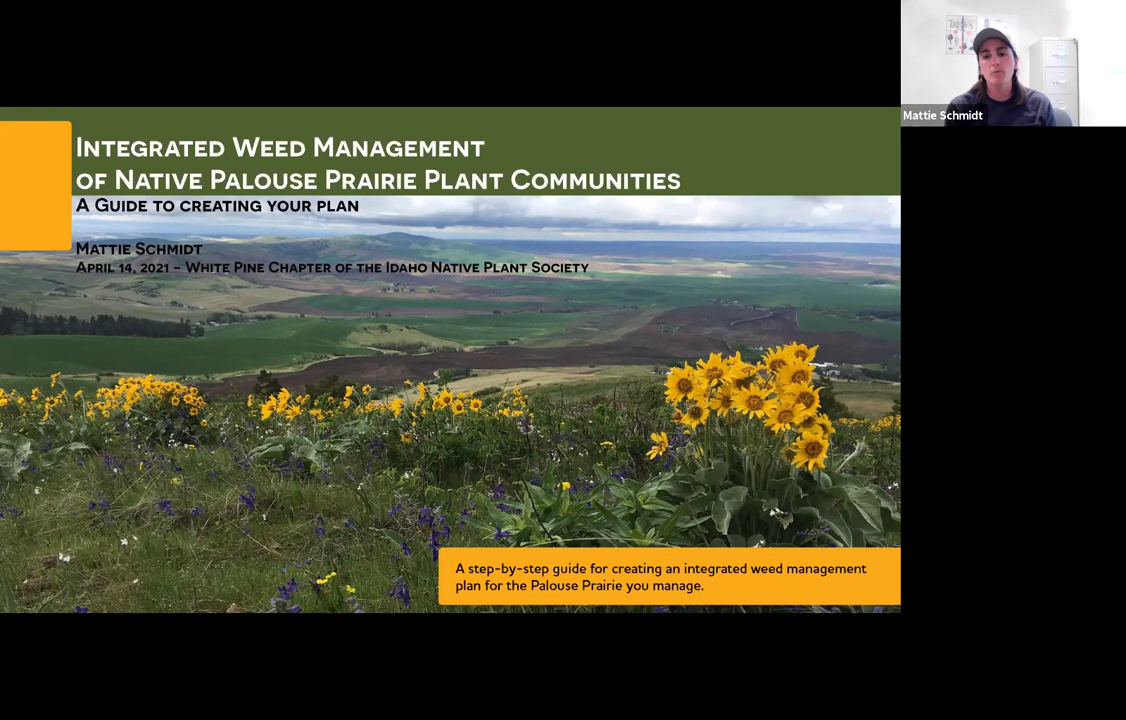 Integrated Weed Management
of Native Palouse Prairie Plant Communities
A Guide to creating your plan
Mattie Schmidt
April 14, 2021 – White Pine Chapter of the Idaho Native Plant Society
A step-by-step guide for creating an integrated weed management
plan for the Palouse Prairie you manage.
Mattie Schmidt